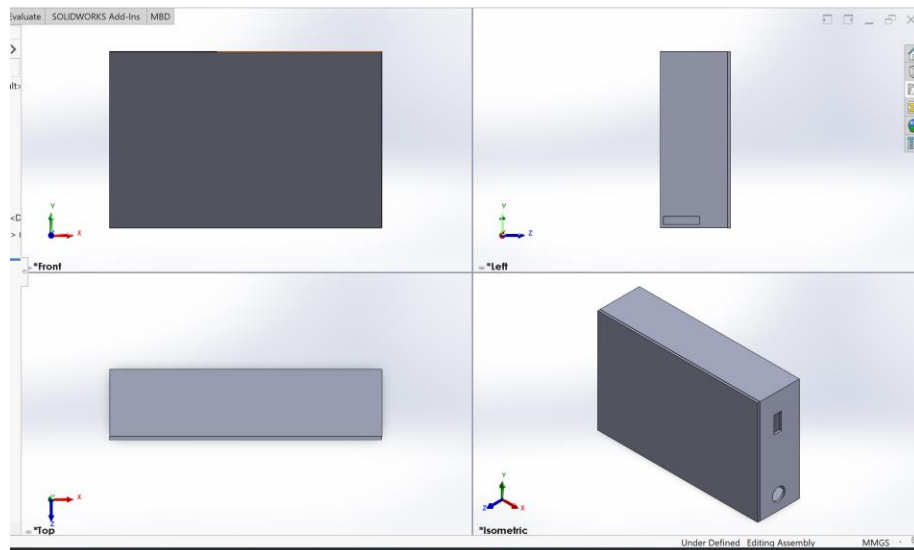 Evaluate SOLIDWORKS Add-Ins MBD
Y
X
*Front
Y
Z
*Left
X
Z
*Top
Y
Z
X
*Isometric
Under Defined Editing Assembly MMGS